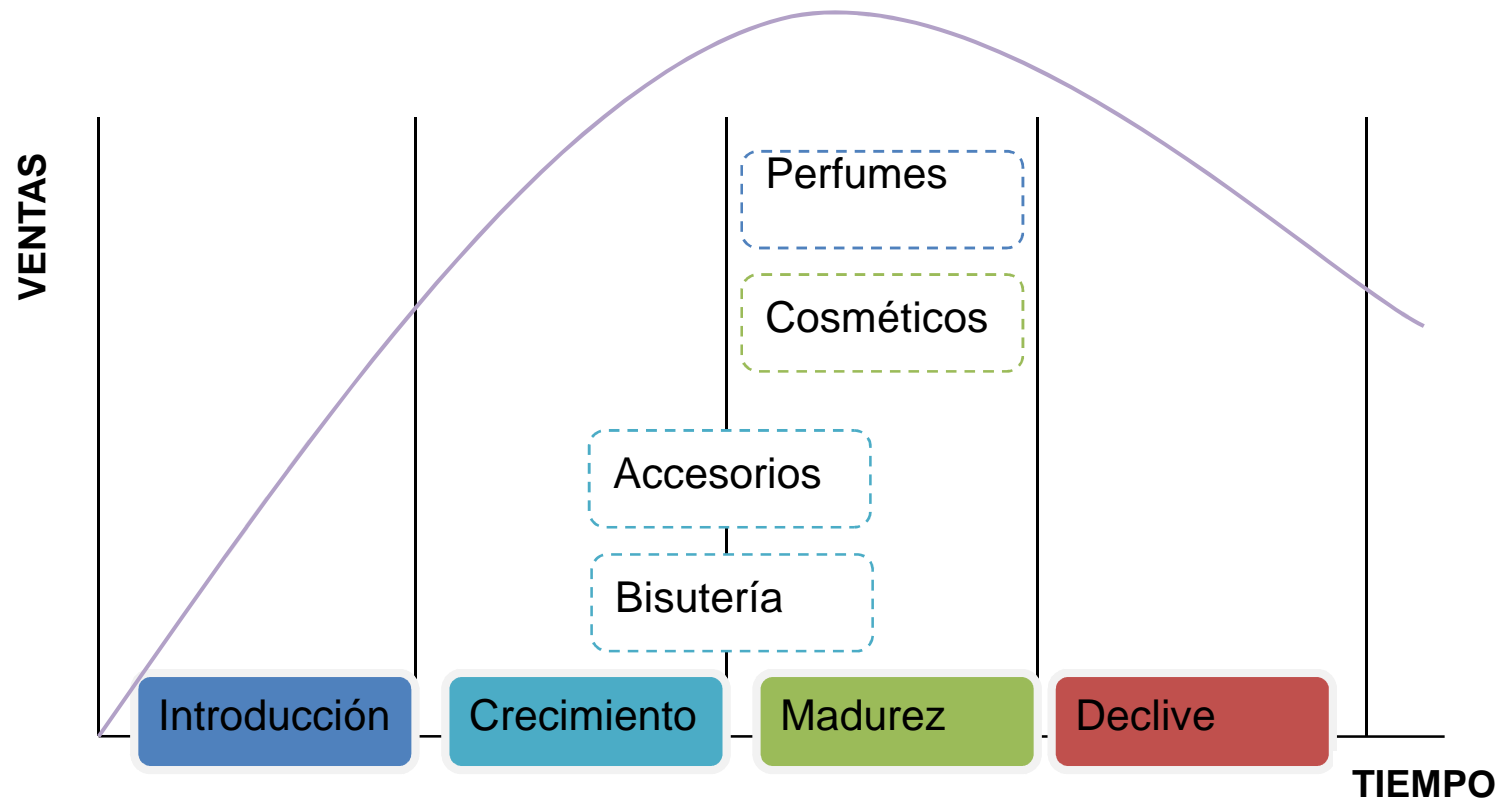 VENTAS
Perfumes
Cosméticos
Accesorios
Bisutería
Introducción
Crecimiento
Madurez
Declive
TIEMPO